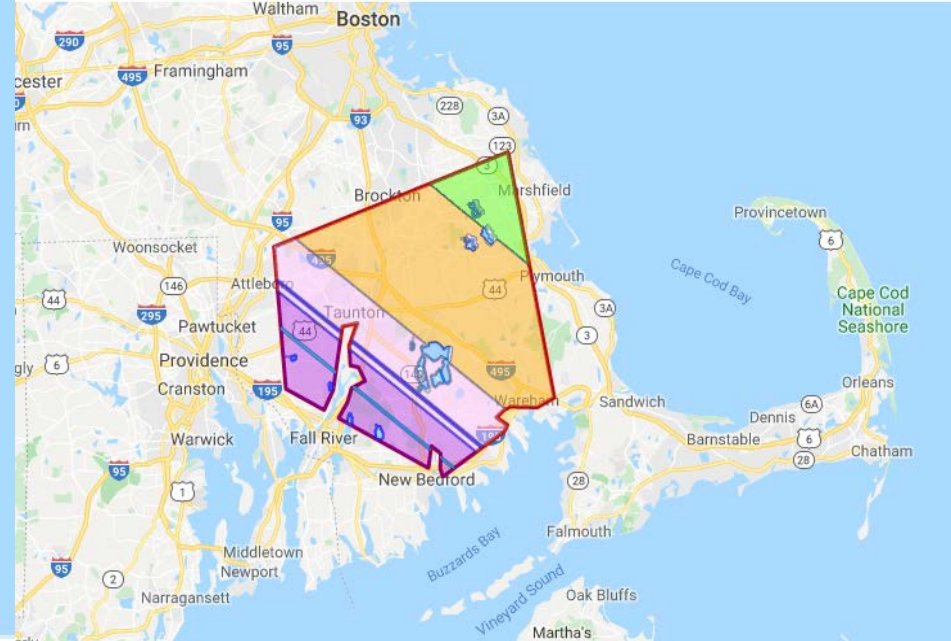 Waltham
Boston
290
95
cester
495
Framingham
228
3A
93
123
3
Brockton
Marshfield
Provincetown
95
6
Woonsocket
495
Cape Cod Bay
Attleboro
146
44
Plymouth
44
Cape Cod
National
Seashore
295
Taunton
3A
Pawtucket
44
3
6
Providence
495
Orleans
195
Cranston
Wareham
Sandwich
6A
Dennis
Warwick
Fall River
195
Barnstable
6
Chatham
28
95
New Bedford
28
1
Falmouth
Middletown
Buzzards Bay
95
2
Newport
Vineyard Sound
Oak Bluffs
Narragansett
Martha's